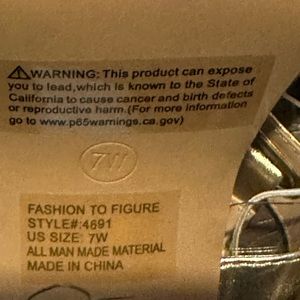 ⚠WARNING: This product can expose
you to lead,which is known to the State of
California to cause cancer and birth defects
or reproductive harm.(For more information
go to www.p65warnings.ca.gov)
7W
FASHION TO FIGURE
STYLE#:4691
US SIZE: 7W
ALL MAN MADE MATERIAL
MADE IN CHINA